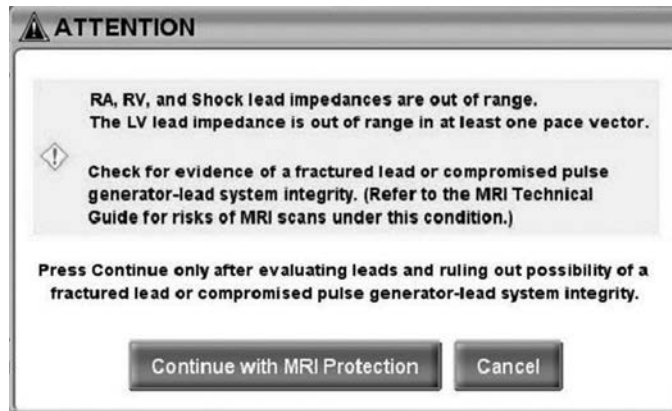 ATTENTION
RA, RV, and Shock lead impedances are out of range.
The LV lead impedance is out of range in at least one pace vector.
Check for evidence of a fractured lead or compromised pulse
generator-lead system integrity. (Refer to the MRI Technical
Guide for risks of MRI scans under this condition.)
Press Continue only after evaluating leads and ruling out possibility of a
fractured lead or compromised pulse generator-lead system integrity.
Continue with MRI Protection Cancel